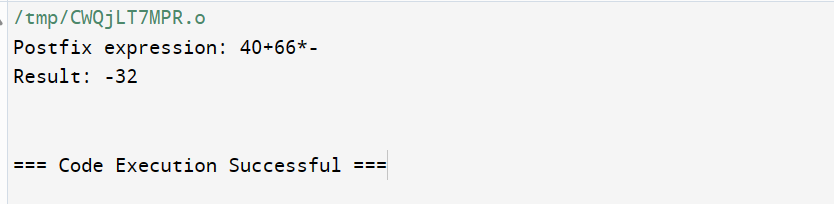 /tmp/CWQjLT7MPR.o
Postfix expression: 40+66*-
Result: -32
=== Code Execution Successful ===